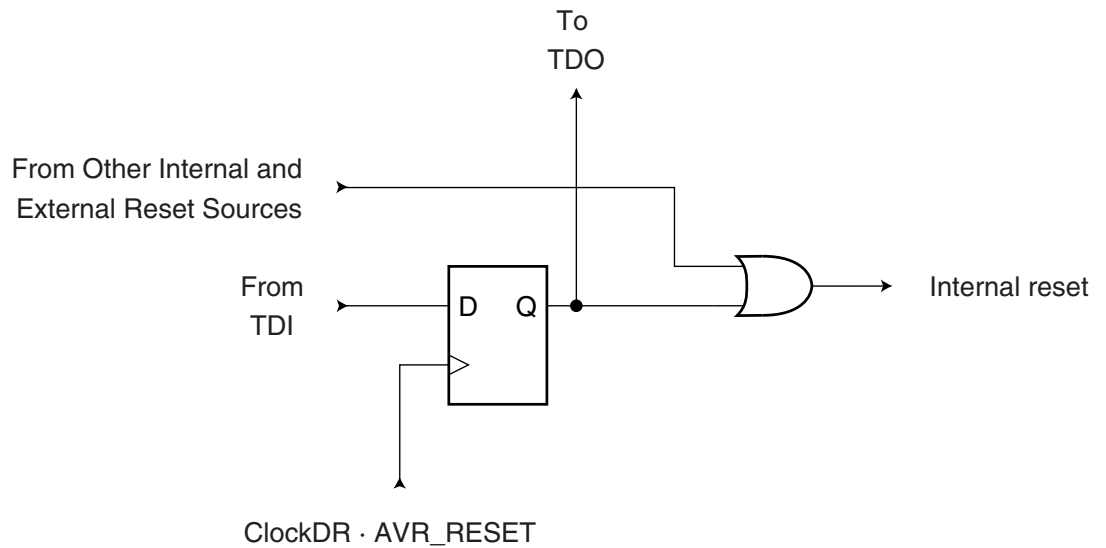 To
TDO
From Other Internal and
External Reset Sources
From
TDI
D
Q
Internal reset
ClockDR · AVR_RESET